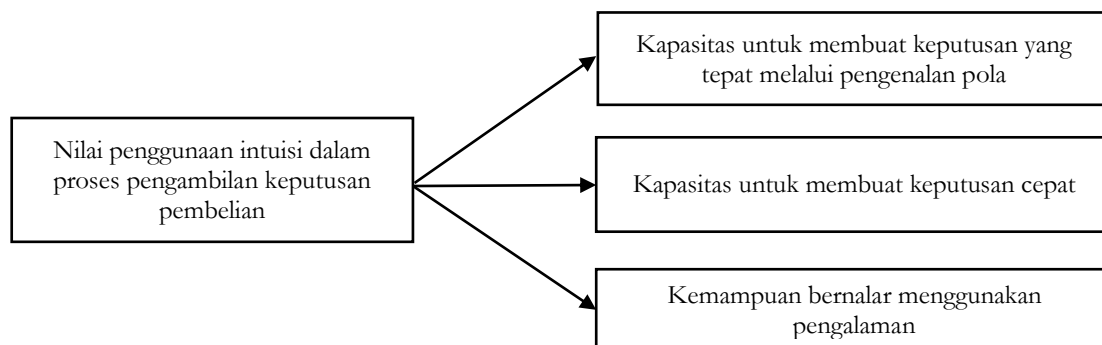 Kapasitas untuk membuat keputusan yang
tepat melalui pengenalan pola
Nilai penggunaan intuisi dalam
proses pengambilan keputusan
pembelian
Kapasitas untuk membuat keputusan cepat
Kemampuan bernalar menggunakan
pengalaman